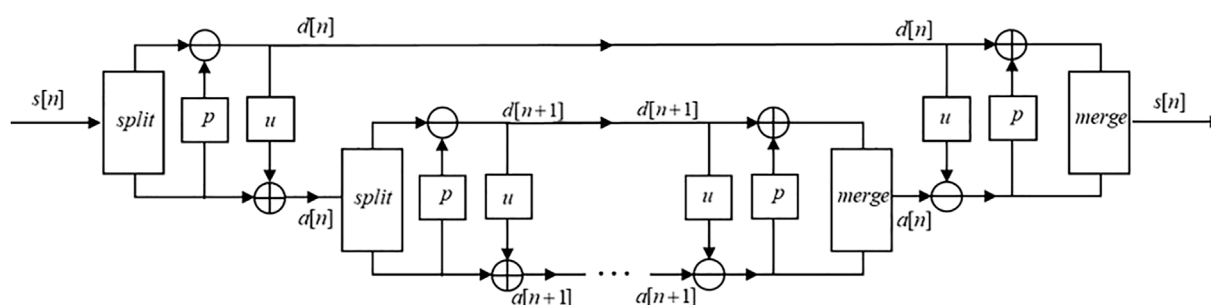 d[n] d[n]
s[n] split p u u p merge s[n]
d[n+1] d[n+1]
a[n] split p u ... u p merge a[n]
a[n+1] a[n+1]